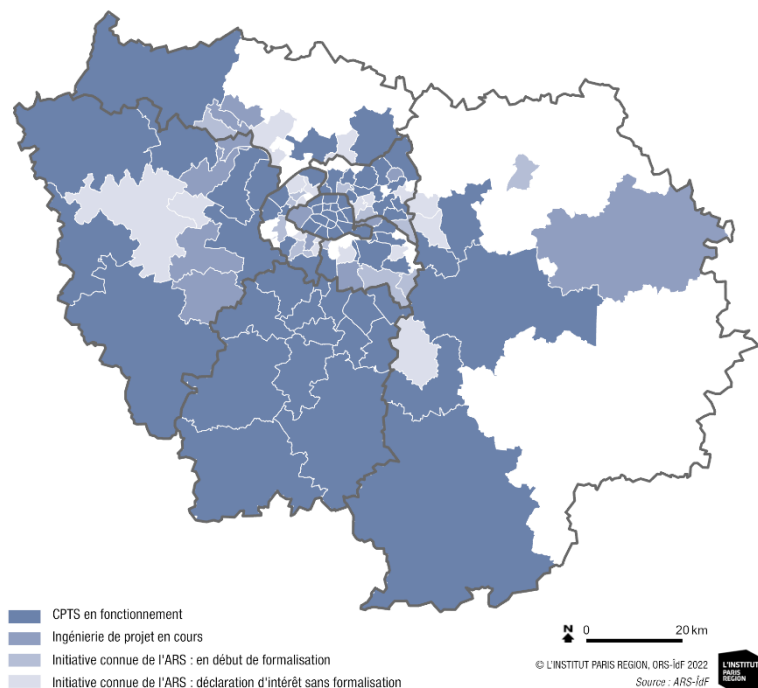 CPTS en fonctionnement
Ingénierie de projet en cours
Initiative connue de l'ARS : en début de formalisation
Initiative connue de l'ARS : déclaration d'intérêt sans formalisation
N 0 20 km
© L'INSTITUT PARIS REGION, ORS-ÎdF 2022
Source : ARS-ÎdF
L'INSTITUT
PARIS
REGION